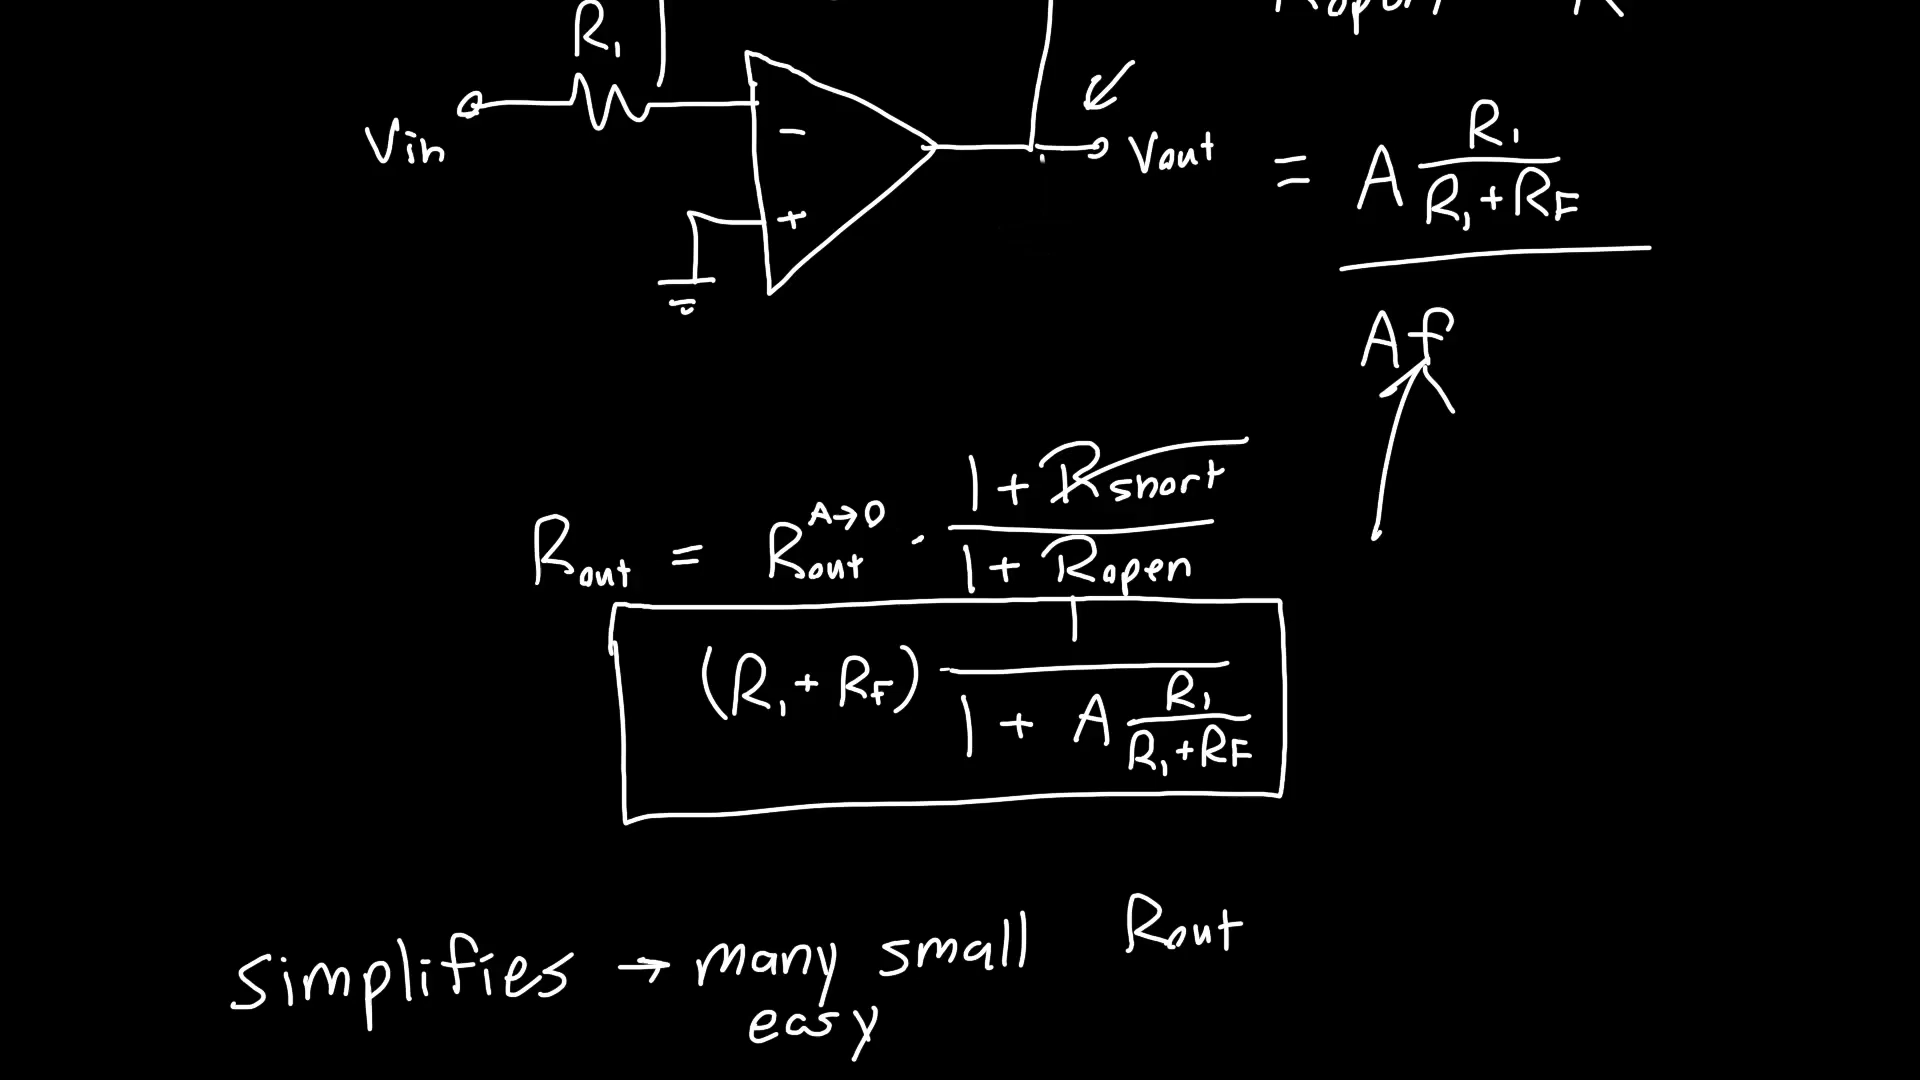 R₁
Ropen
R
Vin
-
+
Vout
= A R₁
R₁+RF
Af
Rout = Rout A→0 · 1 + Rshort
1 + Ropen
(R₁ + RF) 1
1 + A R₁
R₁+RF
Simplifies → many small Rout
easy